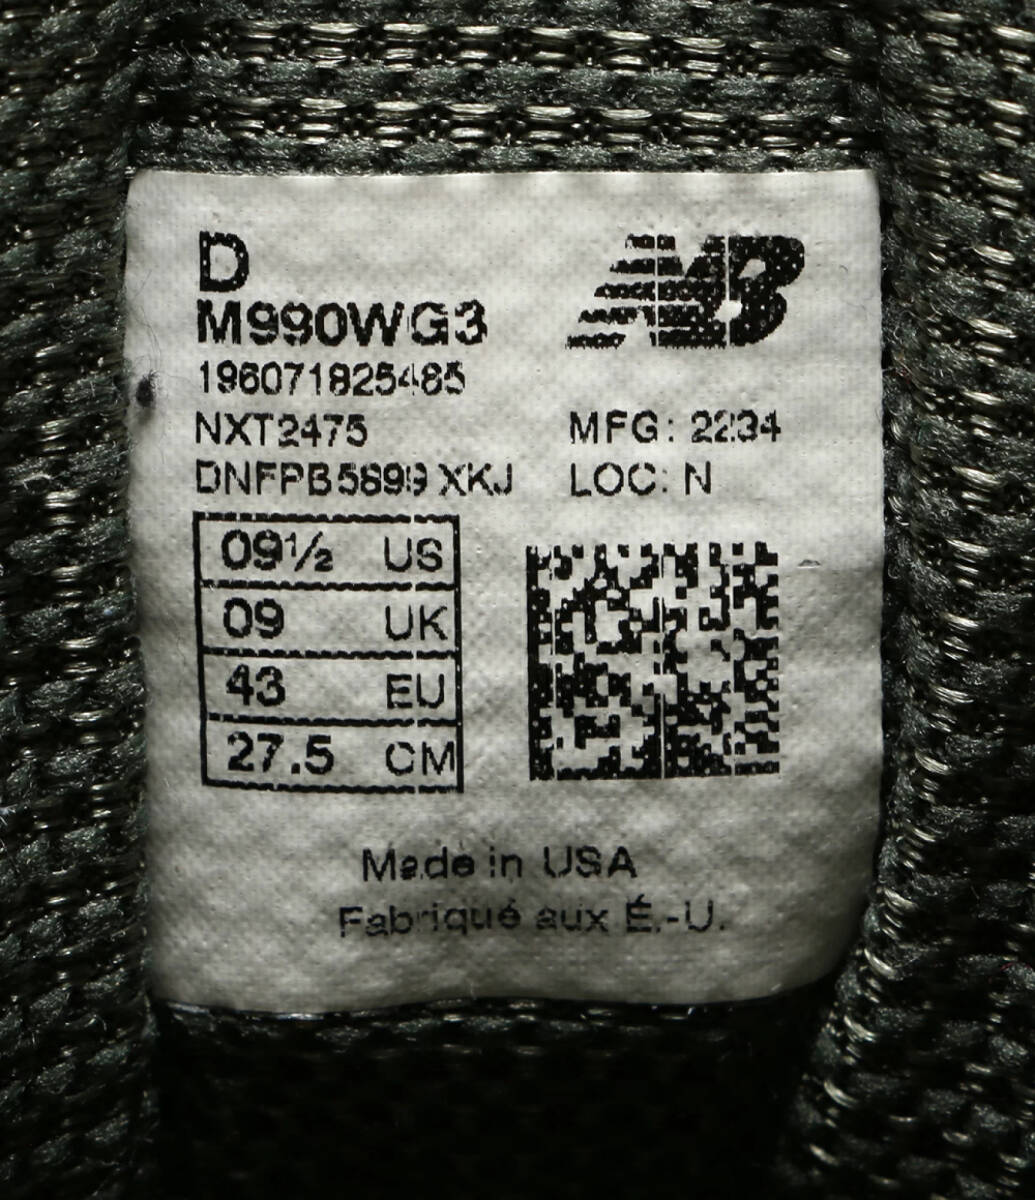 D
NB
M990WG3
196071825485
NXT2475 MFG: 2234
DNFPB5899 XKJ LOC: N
09½ US
09 UK
43 EU
27.5 CM
Made in USA
Fabriqué aux É.-U.